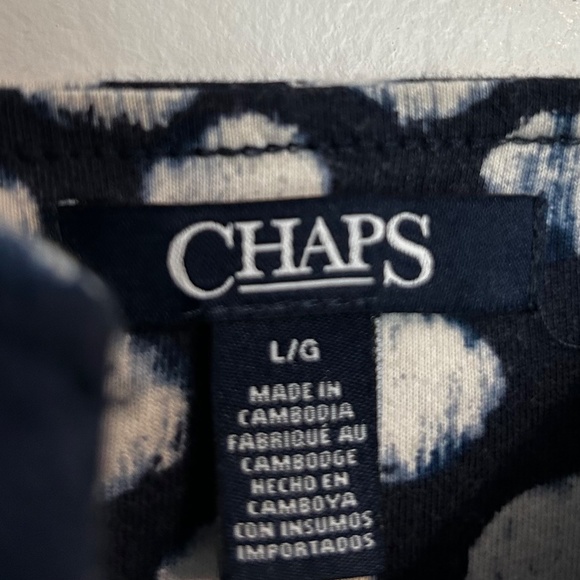 CHAPS
L/G
MADE IN
CAMBODIA
FABRIQUÉ AU
CAMBODGE
HECHO EN
CAMBOYA
CON INSUMOS
IMPORTADOS